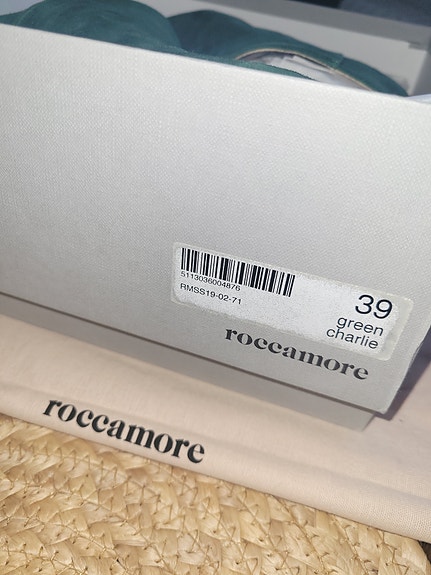 5113036004876
RMSS19-02-71
39
green
charlie
roccamore
roccamore